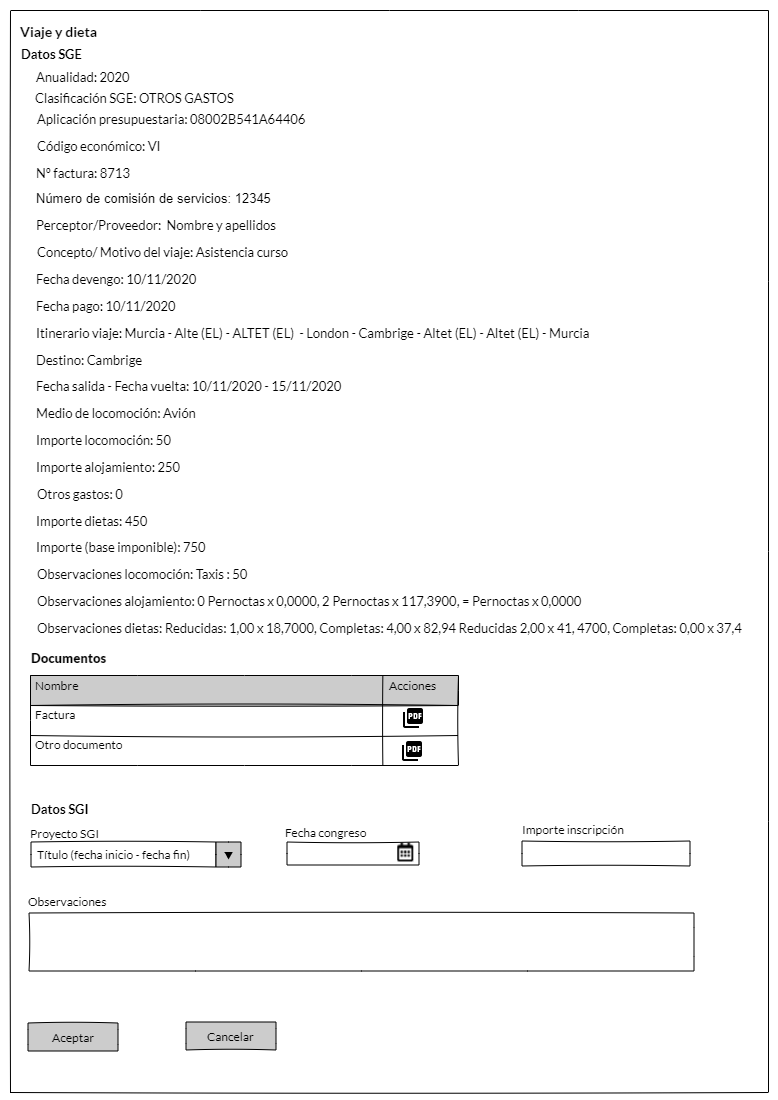 Viaje y dieta
Datos SGE
Anualidad: 2020
Clasificación SGE: OTROS GASTOS
Aplicación presupuestaria: 08002B541A64406
Código económico: VI
Nº factura: 8713
Número de comisión de servicios: 12345
Perceptor/Proveedor: Nombre y apellidos
Concepto/ Motivo del viaje: Asistencia curso
Fecha devengo: 10/11/2020
Fecha pago: 10/11/2020
Itinerario viaje: Murcia - Alte (EL) - ALTET (EL) - London - Cambrige - Altet (EL) - Altet (EL) - Murcia
Destino: Cambrige
Fecha salida - Fecha vuelta: 10/11/2020 - 15/11/2020
Medio de locomoción: Avión
Importe locomoción: 50
Importe alojamiento: 250
Otros gastos: 0
Importe dietas: 450
Importe (base imponible): 750
Observaciones locomoción: Taxis : 50
Observaciones alojamiento: 0 Pernoctas x 0,0000, 2 Pernoctas x 117,3900, = Pernoctas x 0,0000
Observaciones dietas: Reducidas: 1,00 x 18,7000, Completas: 4,00 x 82,94 Reducidas 2,00 x 41, 4700, Completas: 0,00 x 37,4
Documentos
Nombre Acciones
Factura PDF
Otro documento PDF
Datos SGI
Proyecto SGI Fecha congreso Importe inscripción
Título (fecha inicio - fecha fin)
Observaciones
Aceptar Cancelar